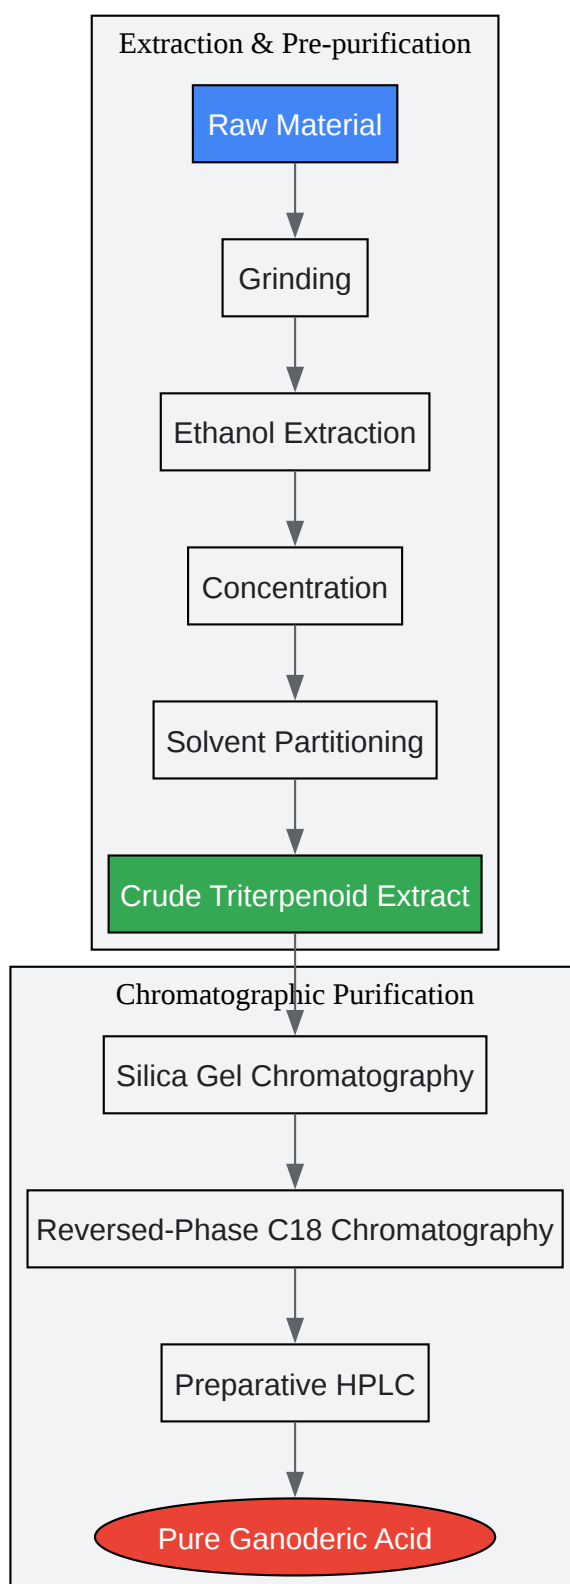 Extraction & Pre-purification
Raw Material
Grinding
Ethanol Extraction
Concentration
Solvent Partitioning
Crude Triterpenoid Extract
Chromatographic Purification
Silica Gel Chromatography
Reversed-Phase C18 Chromatography
Preparative HPLC
Pure Ganoderic Acid